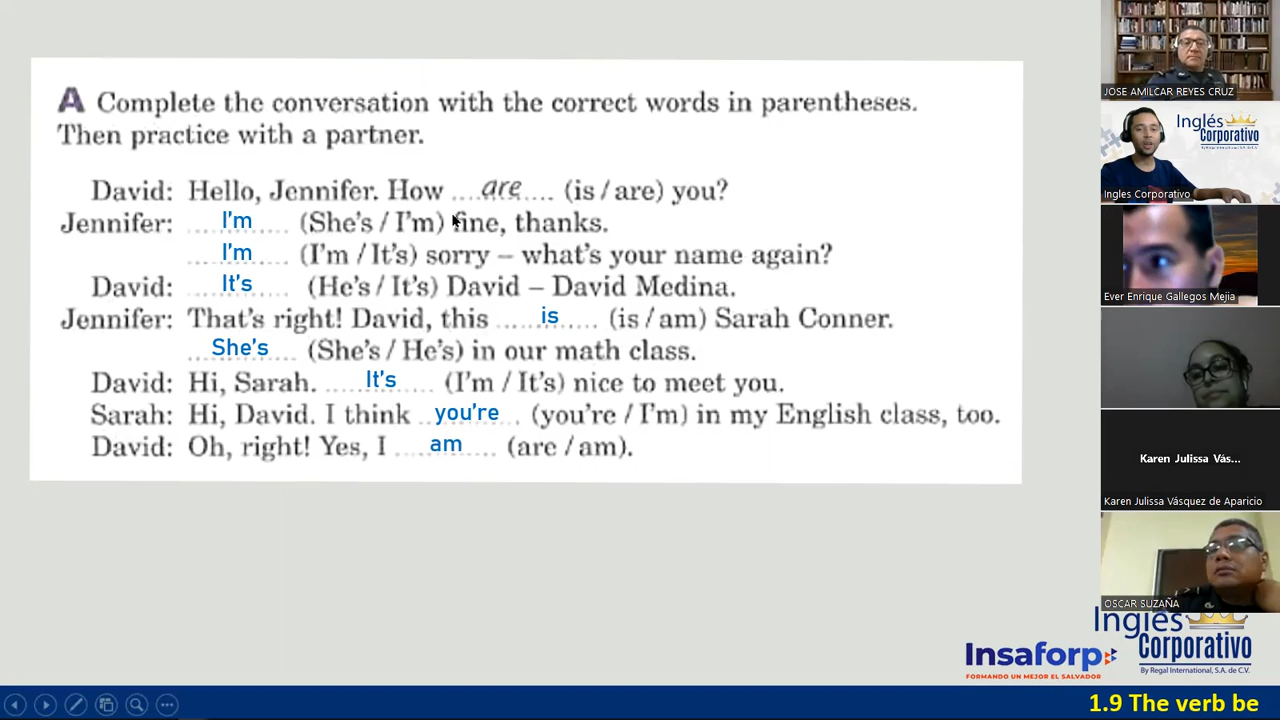 A Complete the conversation with the correct words in parentheses.
Then practice with a partner.
David: Hello, Jennifer. How ....are.... (is / are) you?
Jennifer: I'm (She's / I'm) fine, thanks.
I'm (I'm / It's) sorry – what's your name again?
David: It's (He's / It's) David – David Medina.
Jennifer: That's right! David, this is (is / am) Sarah Conner.
She's (She's / He's) in our math class.
David: Hi, Sarah. It's (I'm / It's) nice to meet you.
Sarah: Hi, David. I think you're (you're / I'm) in my English class, too.
David: Oh, right! Yes, I am (are / am).
JOSE AMILCAR REYES CRUZ
Inglés
Corporativo
By Regal International, S.A. de C.V.
Ingles Corporativo
Ever Enrique Gallegos Mejia
Karen Julissa Vás...
Karen Julissa Vásquez de Aparicio
OSCAR SUZAÑA
Insaforp
FORMANDO UN MEJOR EL SALVADOR
Inglés
Corporativo
By Regal International, S.A. de C.V.
1.9 The verb be